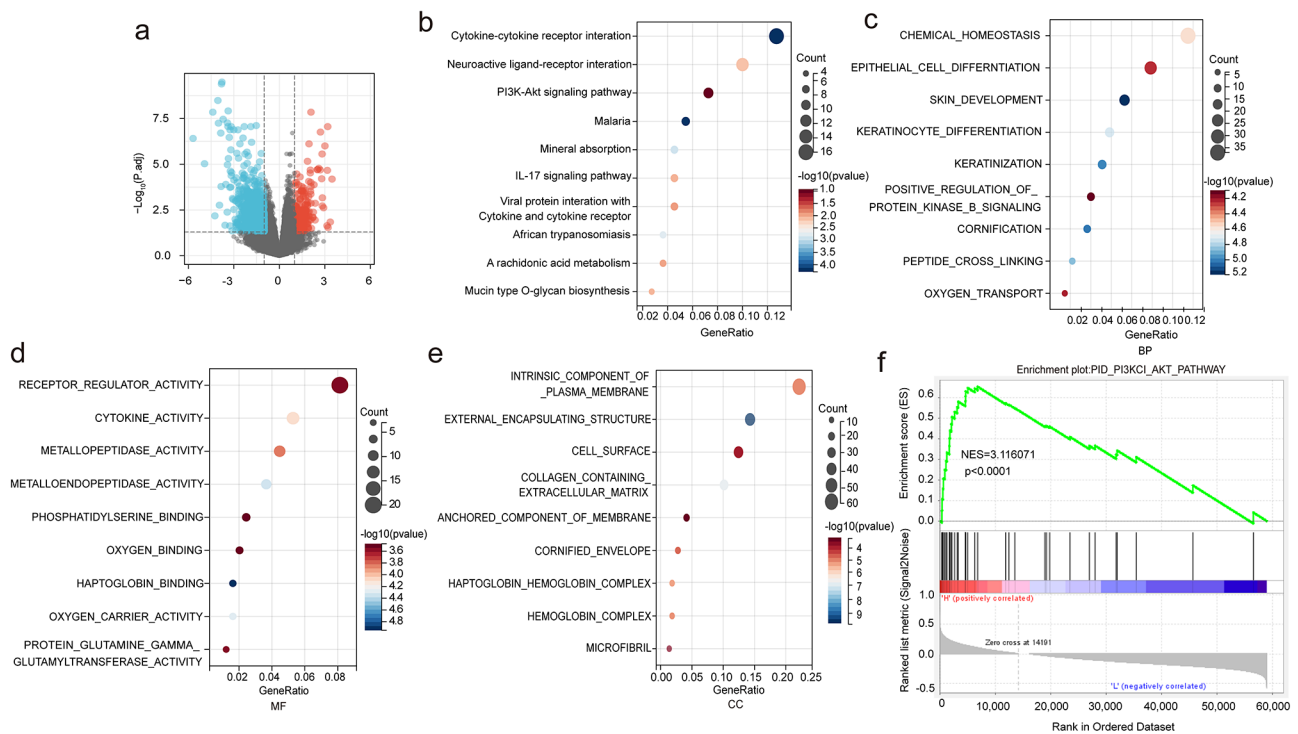 a
−Log10(P.adj)
7.5
5.0
2.5
0.0
−6 −3 0 3 6
b
Cytokine-cytokine receptor interation
Neuroactive ligand-receptor interation
PI3K-Akt signaling pathway
Malaria
Mineral absorption
IL-17 signaling pathway
Viral protein interaction with
Cytokine and cytokine receptor
African trypanosomiasis
A rachidonic acid metabolism
Mucin type O-glycan biosynthesis
0.02 0.04 0.06 0.08 0.10 0.12
GeneRatio
Count
4
6
8
10
12
14
16
-log10(pvalue)
1.0
1.5
2.0
2.5
3.0
3.5
4.0
c
CHEMICAL_HOMEOSTASIS
EPITHELIAL_CELL_DIFFERNTIATION
SKIN_DEVELOPMENT
KERATINOCYTE_DIFFERENTIATION
KERATINIZATION
POSITIVE_REGULATION_OF_
PROTEIN_KINASE_B_SIGNALING
CORNIFICATION
PEPTIDE_CROSS_LINKING
OXYGEN_TRANSPORT
0.02 0.04 0.06 0.08 0.100 0.12
GeneRatio
BP
Count
5
10
15
20
25
30
35
-log10(pvalue)
4.2
4.4
4.6
4.8
5.0
5.2
d
RECEPTOR_REGULATOR_ACTIVITY
CYTOKINE_ACTIVITY
METALLOPEPTIDASE_ACTIVITY
METALLOENDOPEPTIDASE_ACTIVITY
PHOSPHATIDYLSERINE_BINDING
OXYGEN_BINDING
HAPTOGLOBIN_BINDING
OXYGEN_CARRIER_ACTIVITY
PROTEIN_GLUTAMINE_GAMMA_
GLUTAMYLTRANSFERASE_ACTIVITY
0.00 0.02 0.04 0.06 0.08
GeneRatio
MF
Count
5
10
15
20
-log10(pvalue)
3.6
3.8
4.0
4.2
4.4
4.6
4.8
e
INTRINSIC_COMPONENT_OF
_PLASMA_MEMBRANE
EXTERNAL_ENCAPSULATING_STRUCTURE
CELL_SURFACE
COLLAGEN_CONTAINING_
EXTRACELLULAR_MATRIX
ANCHORED_COMPONENT_OF_MEMBRANE
CORNIFIED_ENVELOPE
HAPTOGLOBIN_HEMOGLOBIN_COMPLEX
HEMOGLOBIN_COMPLEX
MICROFIBRIL
0.00 0.05 0.10 0.15 0.20 0.25
GeneRatio
CC
Count
10
20
30
40
50
60
-log10(pvalue)
4
5
6
7
8
9
f
Enrichment plot:PID_PI3KCI_AKT_PATHWAY
Enrichment score (ES)
0.6
0.5
0.4
0.3
0.2
0.1
0.0
NES=3.116071
p<0.0001
'H' (positively correlated)
Ranked list metric (Signal2Noise)
1.0
0.5
0.0
-0.5
Zero cross at 14191
'L' (negatively correlated)
0 10,000 20,000 30,000 40,000 50,000 60,000
Rank in Ordered Dataset